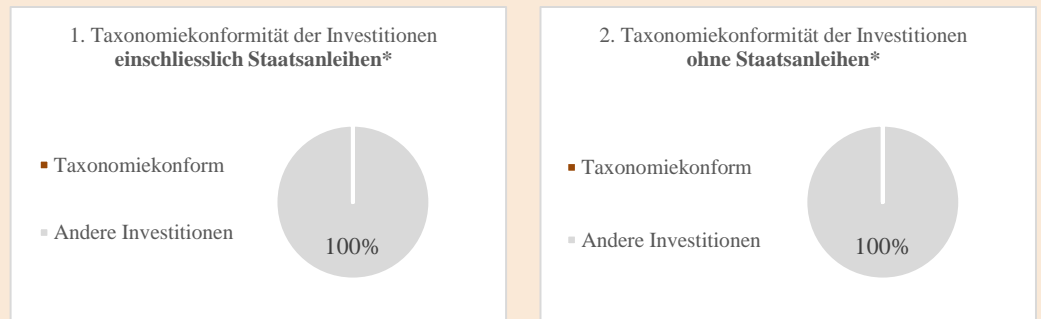 1. Taxonomiekonformität der Investitionen
einschliesslich Staatsanleihen*
Taxonomiekonform
Andere Investitionen
100%
2. Taxonomiekonformität der Investitionen
ohne Staatsanleihen*
Taxonomiekonform
Andere Investitionen
100%